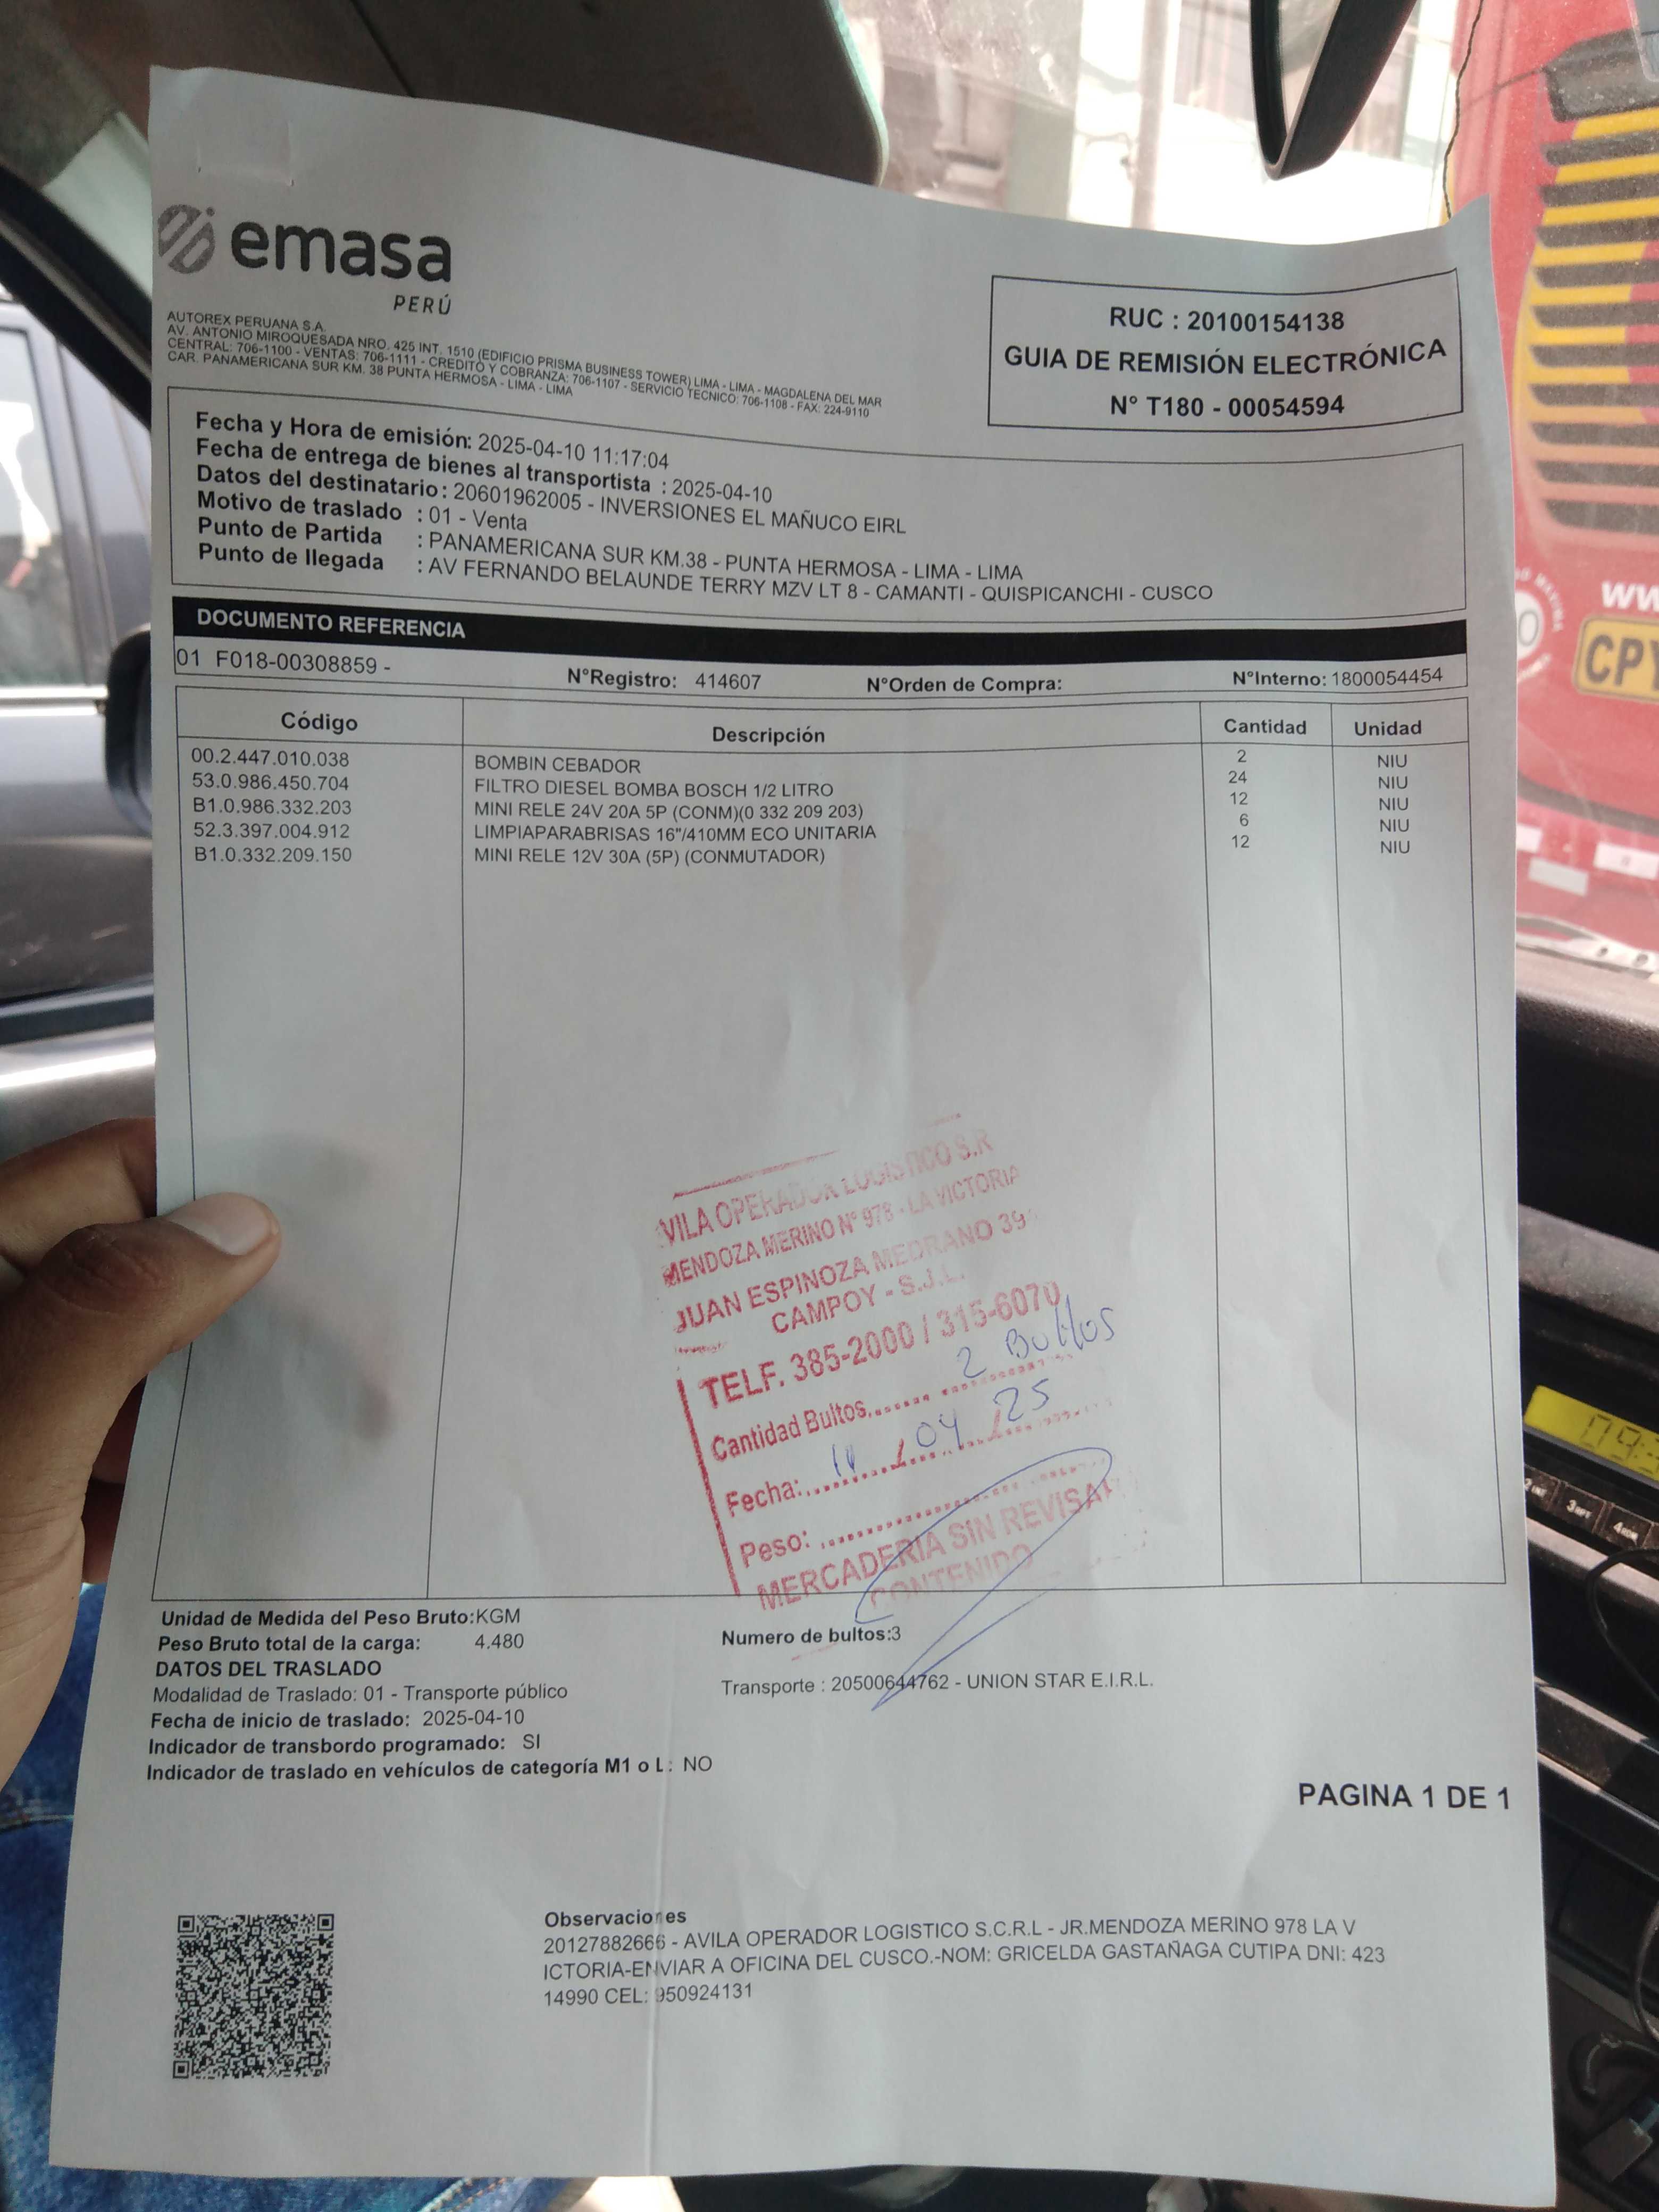 emasa
PERÚ
AUTOREX PERUANA S.A.
AV. ANTONIO MIROQUESADA NRO. 425 INT. 1510 (EDIFICIO PRISMA BUSINESS TOWER) LIMA - LIMA - MAGDALENA DEL MAR
CENTRAL: 706-1100 - VENTAS: 706-1111 - CREDITO Y COBRANZA: 706-1107 - SERVICIO TECNICO: 706-1108 - FAX: 224-9110
CAR. PANAMERICANA SUR KM. 38 PUNTA HERMOSA - LIMA - LIMA
RUC : 20100154138
GUIA DE REMISIÓN ELECTRÓNICA
N° T180 - 00054594
Fecha y Hora de emisión: 2025-04-10 11:17:04
Fecha de entrega de bienes al transportista : 2025-04-10
Datos del destinatario: 20601962005 - INVERSIONES EL MAÑUCO EIRL
Motivo de traslado : 01 - Venta
Punto de Partida : PANAMERICANA SUR KM.38 - PUNTA HERMOSA - LIMA - LIMA
Punto de llegada : AV FERNANDO BELAUNDE TERRY MZV LT 8 - CAMANTI - QUISPICANCHI - CUSCO
DOCUMENTO REFERENCIA
01 F018-00308859 - N°Registro: 414607 N°Orden de Compra: N°Interno: 1800054454
Código Descripción Cantidad Unidad
00.2.447.010.038 BOMBIN CEBADOR 2 NIU
53.0.986.450.704 FILTRO DIESEL BOMBA BOSCH 1/2 LITRO 24 NIU
B1.0.986.332.203 MINI RELE 24V 20A 5P (CONM)(0 332 209 203) 12 NIU
52.3.397.004.912 LIMPIAPARABRISAS 16"/410MM ECO UNITARIA 6 NIU
B1.0.332.209.150 MINI RELE 12V 30A (5P) (CONMUTADOR) 12 NIU
VILA OPERADOR LOGISTICO S.R
MENDOZA MERINO N° 978 - LA VICTORIA
JUAN ESPINOZA MEDRANO 39
CAMPOY - S.J.L.
TELF. 385-2000 / 315-6070
Cantidad Bultos........ 2 Bultos
Fecha: 11 / 04 / 25
Peso:
MERCADERIA SIN REVISAR
CONTENIDO
Unidad de Medida del Peso Bruto:KGM
Peso Bruto total de la carga: 4.480 Numero de bultos:3
DATOS DEL TRASLADO
Modalidad de Traslado: 01 - Transporte público Transporte : 20500644762 - UNION STAR E.I.R.L.
Fecha de inicio de traslado: 2025-04-10
Indicador de transbordo programado: SI
Indicador de traslado en vehículos de categoría M1 o L : NO
PAGINA 1 DE 1
Observaciones
20127882666 - AVILA OPERADOR LOGISTICO S.C.R.L - JR.MENDOZA MERINO 978 LA V
ICTORIA-ENVIAR A OFICINA DEL CUSCO.-NOM: GRICELDA GASTAÑAGA CUTIPA DNI: 423
14990 CEL: 950924131
CPY